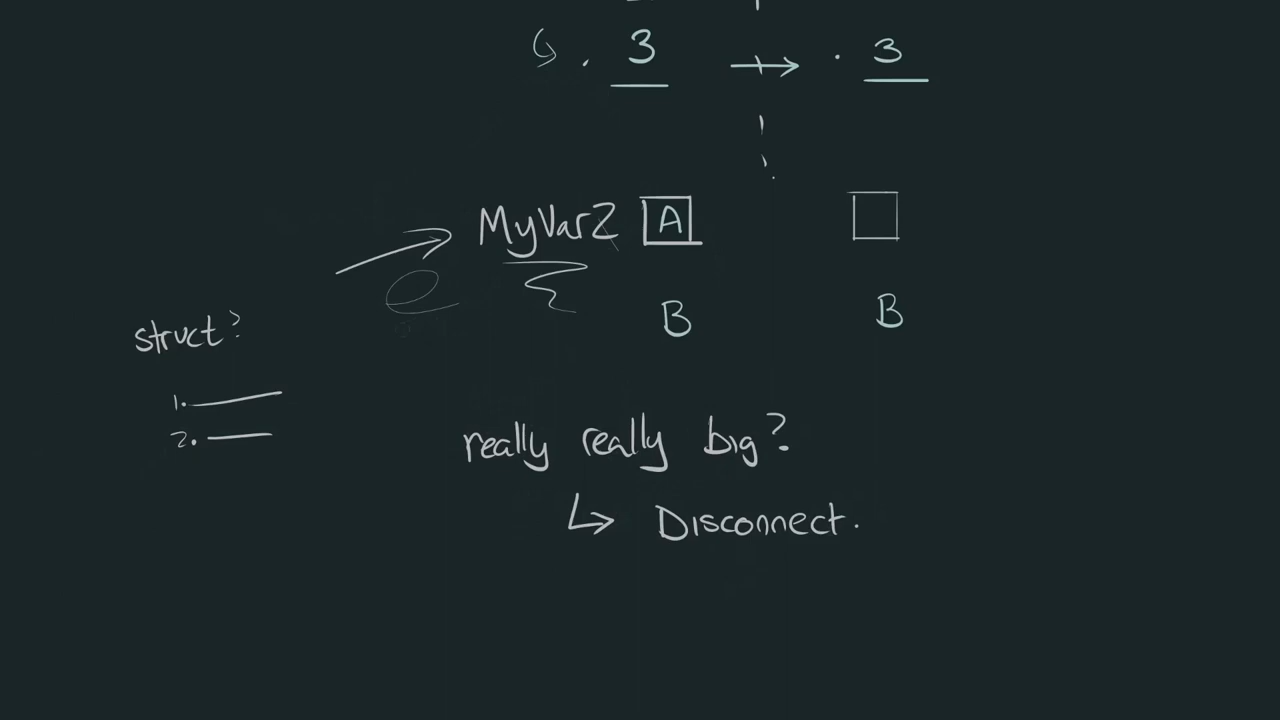 . 3 → . 3
MyVar2 A
B B
struct?
1.
2.
really really big?
↳ Disconnect.